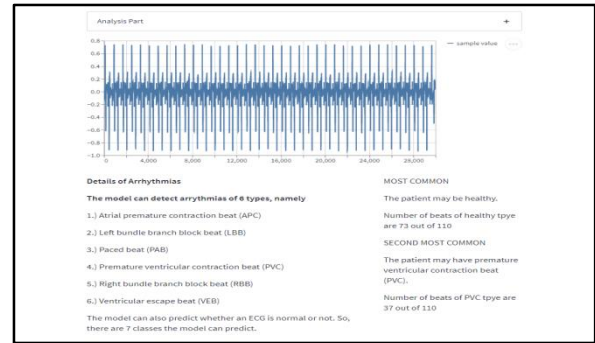 Analysis Part
+
0.8
0.6
0.4
0.2
0.0
−0.2
−0.4
−0.6
−0.8
−1.0
0 4,000 8,000 12,000 16,000 20,000 24,000 28,000
sample value
Details of Arrhythmias
The model can detect arrythmias of 6 types, namely
1.) Atrial premature contraction beat (APC)
2.) Left bundle branch block beat (LBB)
3.) Paced beat (PAB)
4.) Premature ventricular contraction beat (PVC)
5.) Right bundle branch block beat (RBB)
6.) Ventricular escape beat (VEB)
The model can also predict whether an ECG is normal or not. So,
there are 7 classes the model can predict.
MOST COMMON
The patient may be healthy.
Number of beats of healthy tpye
are 73 out of 110
SECOND MOST COMMON
The patient may have premature
ventricular contraction beat
(PVC).
Number of beats of PVC tpye are
37 out of 110